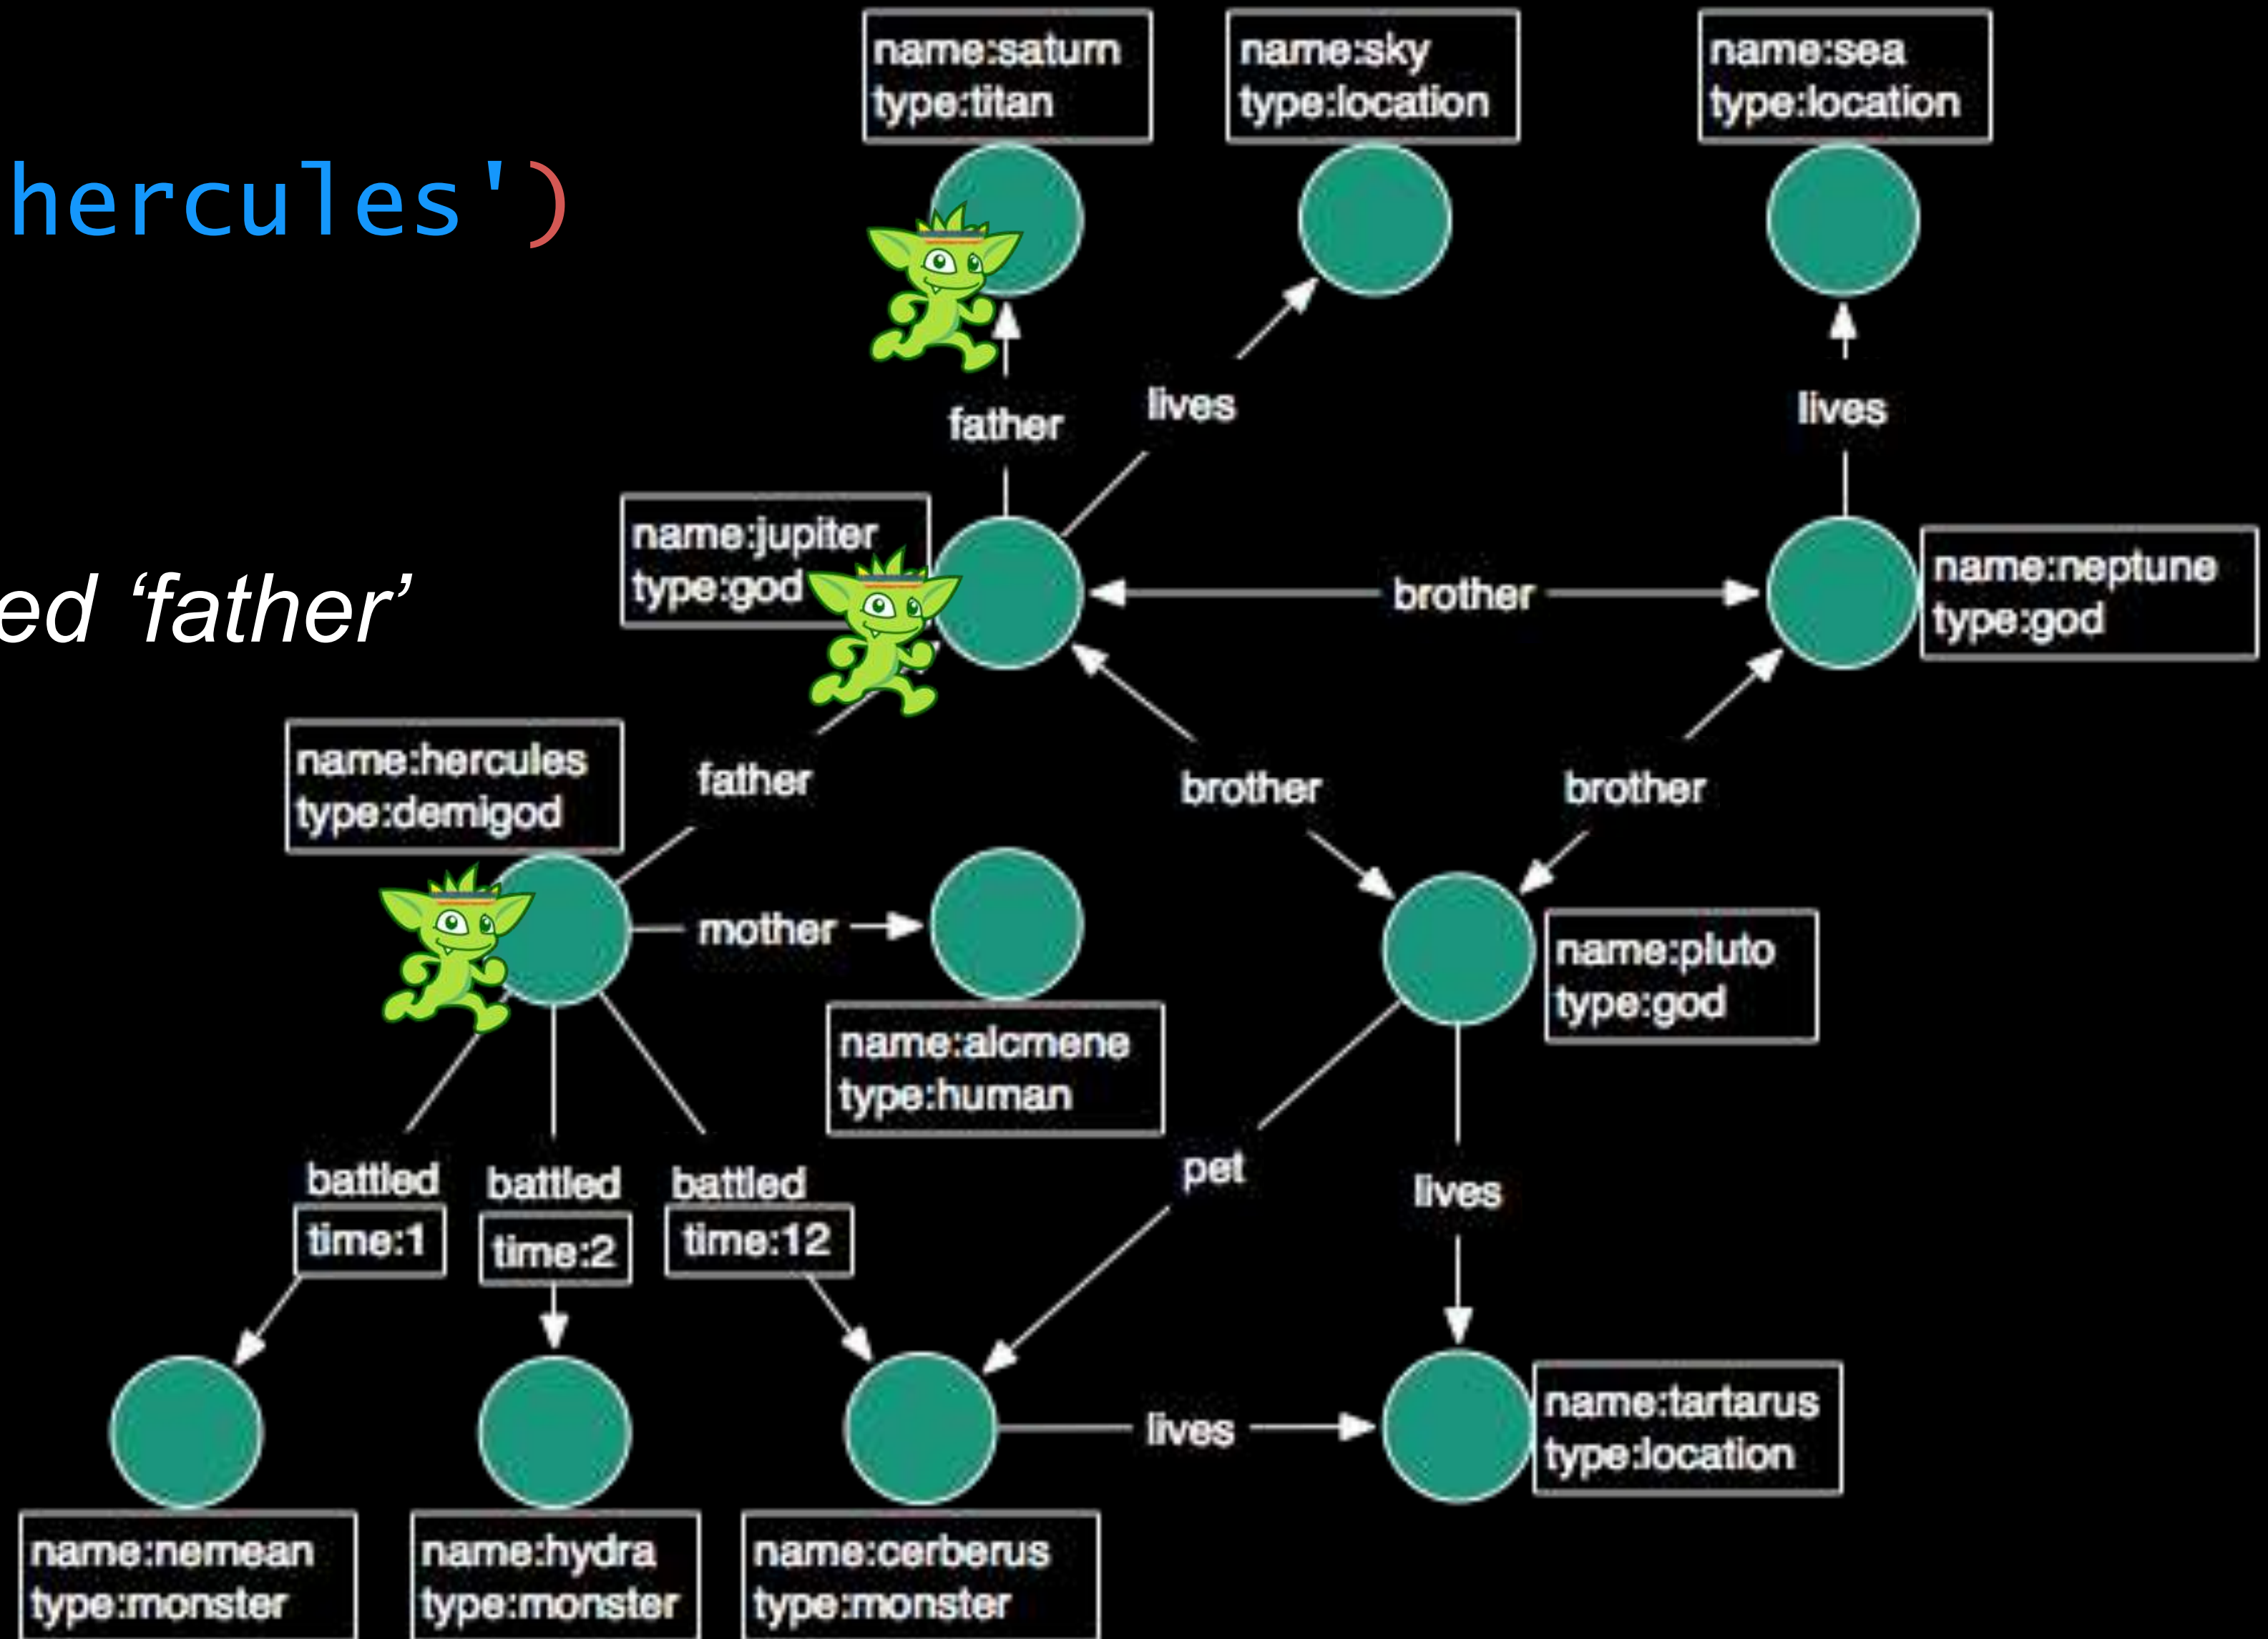 hercules')
ed ‘father’
name:saturn
type:titan
name:sky
type:location
name:sea
type:location
father
lives
lives
name:jupiter
type:god
brother
name:neptune
type:god
name:hercules
type:demigod
father
brother
brother
mother
name:alcmene
type:human
name:pluto
type:god
battled
time:1
battled
time:2
battled
time:12
pet
lives
lives
name:tartarus
type:location
name:nemean
type:monster
name:hydra
type:monster
name:cerberus
type:monster